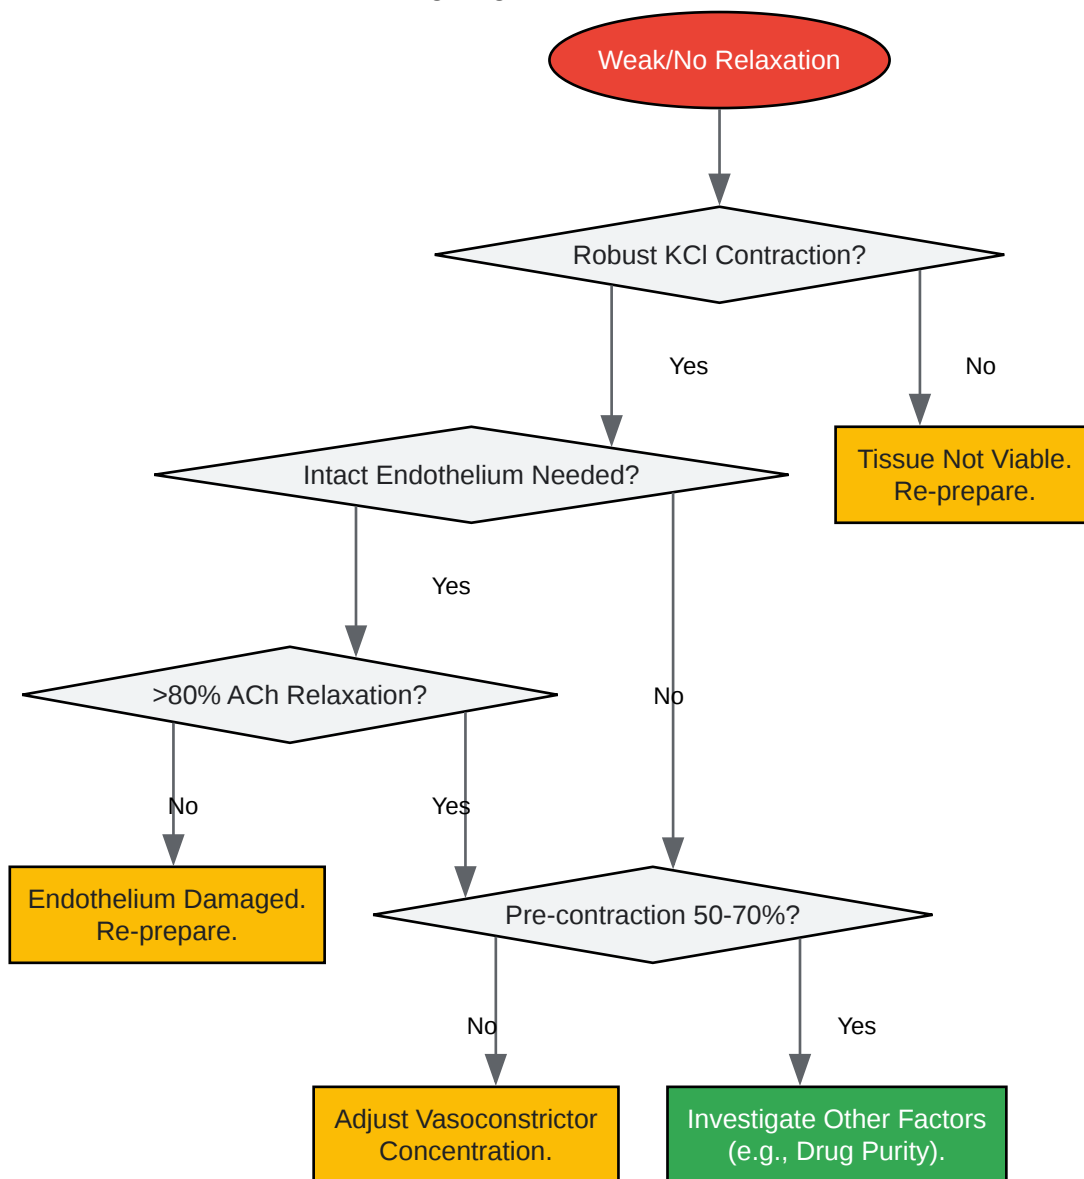 Weak/No Relaxation
Robust KCl Contraction?
Yes
No
Intact Endothelium Needed?
Tissue Not Viable.
Re-prepare.
Yes
>80% ACh Relaxation?
No
No
Yes
Endothelium Damaged.
Re-prepare.
Pre-contraction 50-70%?
No
Yes
Adjust Vasoconstrictor
Concentration.
Investigate Other Factors
(e.g., Drug Purity).